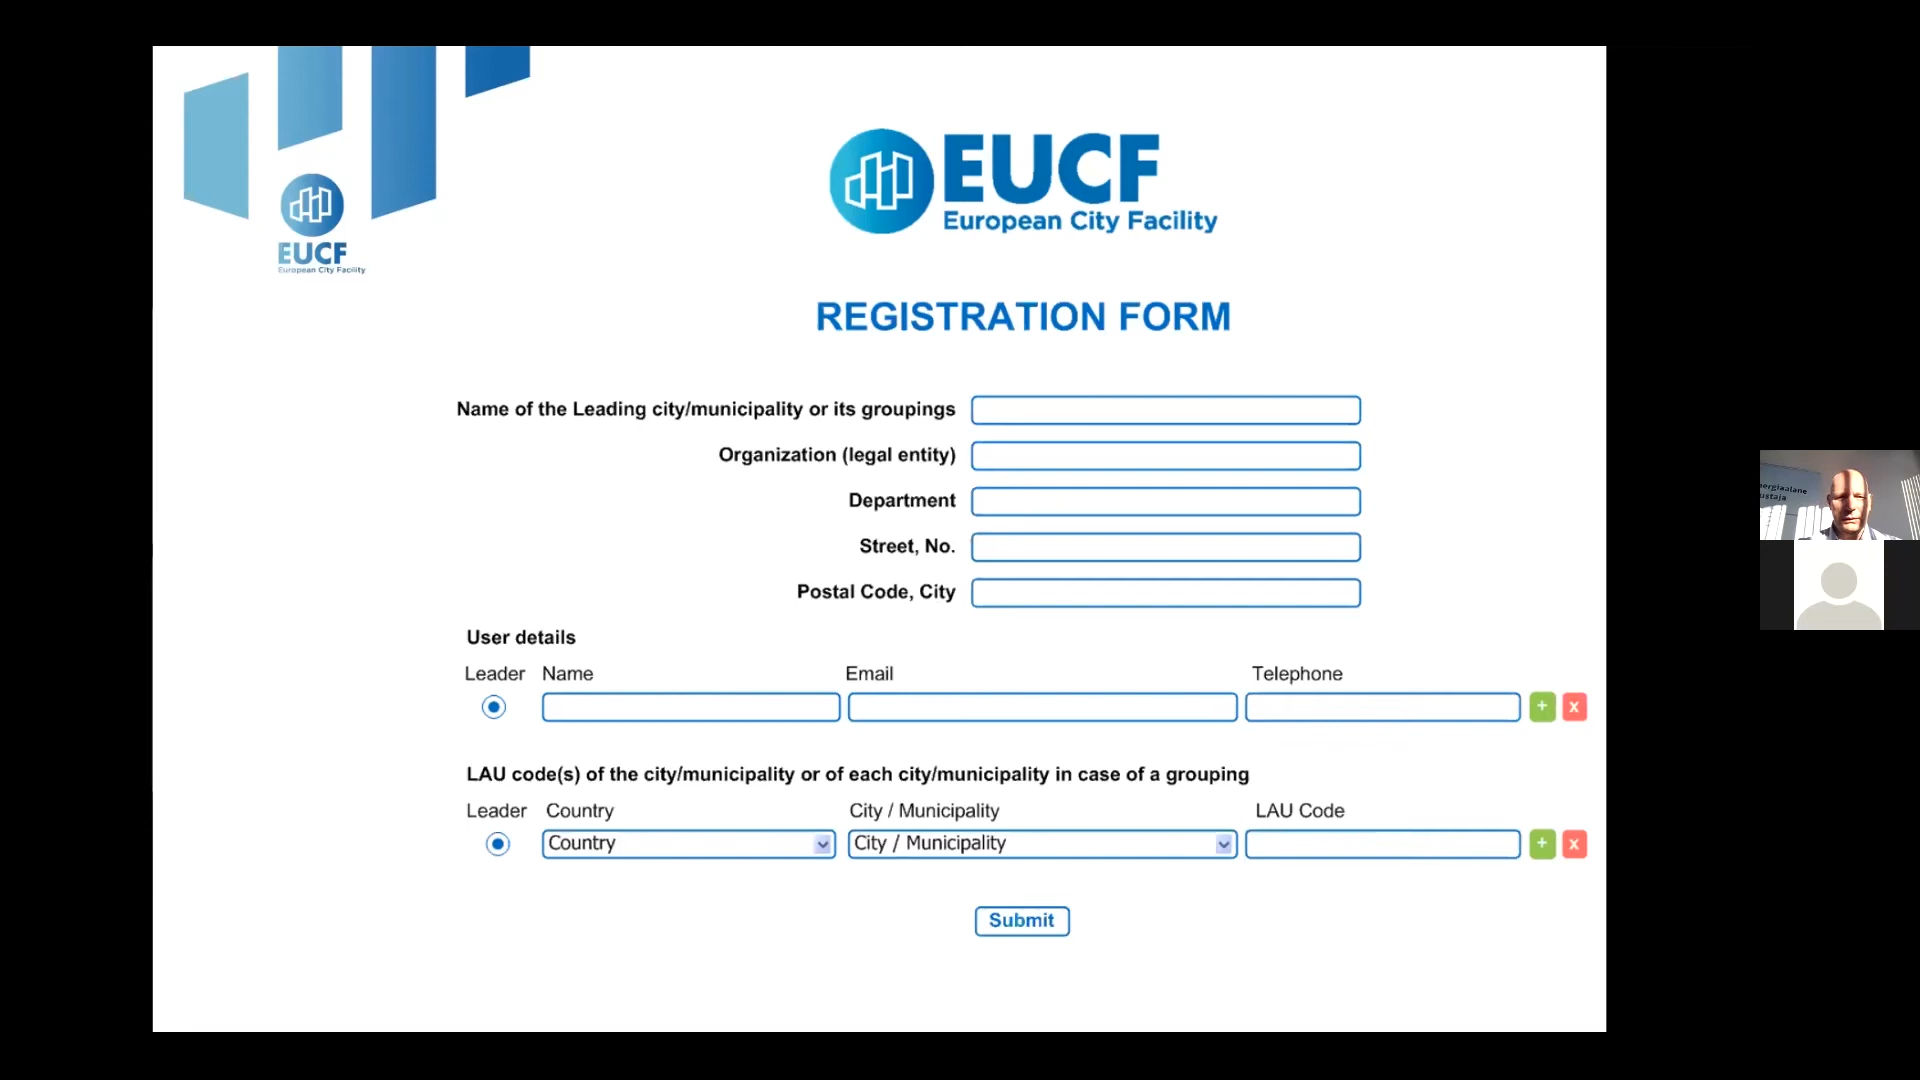 EUCF
European City Facility
EUCF
European City Facility
REGISTRATION FORM
Name of the Leading city/municipality or its groupings
Organization (legal entity)
Department
Street, No.
Postal Code, City
User details
Leader Name Email Telephone
+ x
LAU code(s) of the city/municipality or of each city/municipality in case of a grouping
Leader Country City / Municipality LAU Code
Country City / Municipality + x
Submit